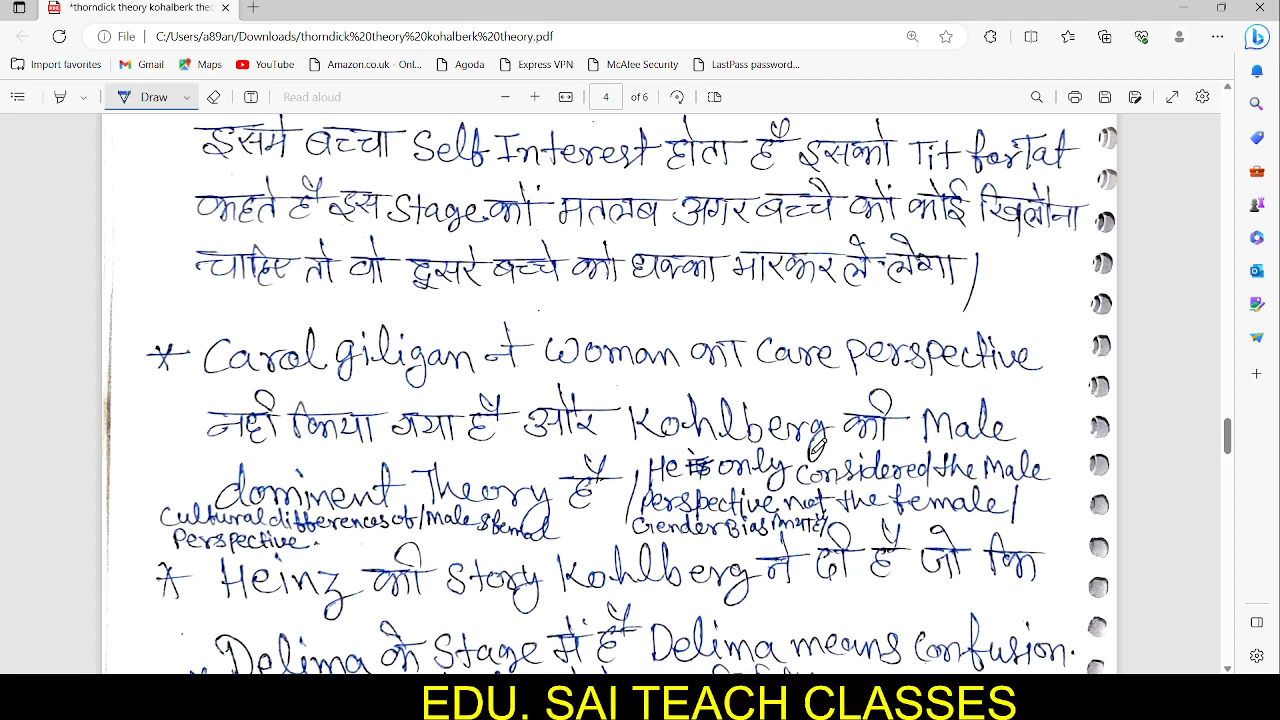 *thorndick theory kohalberk the
File C:/Users/a89an/Downloads/thorndick%20theory%20kohalberk%20theory.pdf
Import favorites Gmail Maps YouTube Amazon.co.uk - Onl... Agoda Express VPN McAfee Security LastPass password...
Draw Read aloud 4 of 6
इसमे बच्चा Self Interest होता है इसको Tit for Tat
कहते है इस Stage को मतलब अगर बच्चे को कोई खिलौना
चाहिए तो वो दूसरे बच्चे को धक्का मारकर ले लेगा /
* Carol giligan ने woman का care perspective
नही किया गया है और Kohlberg की Male
dominent Theory है / He is only considered the Male
perspective not the female /
Cultural differences of / Male & femal
Gender Bias
Perspective.
* Heinz की story Kohlberg ने दी है जो कि
Delima के Stage में है Delima means confusion.
EDU. SAI TEACH CLASSES